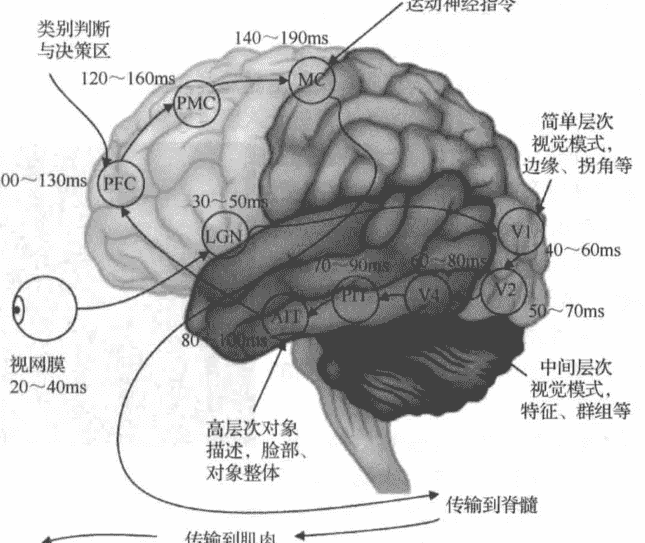 运动神经指令
类别判断
与决策区
140～190ms
120～160ms
MC
PMC
简单层次
视觉模式，
边缘、拐角等
00～130ms
PFC
30～50ms
LGN
V1
40～60ms
70～90ms
60～80ms
PIT
V4
V2
50～70ms
AIT
80～100ms
视网膜
20～40ms
中间层次
视觉模式，
特征、群组等
高层次对象
描述，脸部、
对象整体
传输到脊髓
传输到肌肉